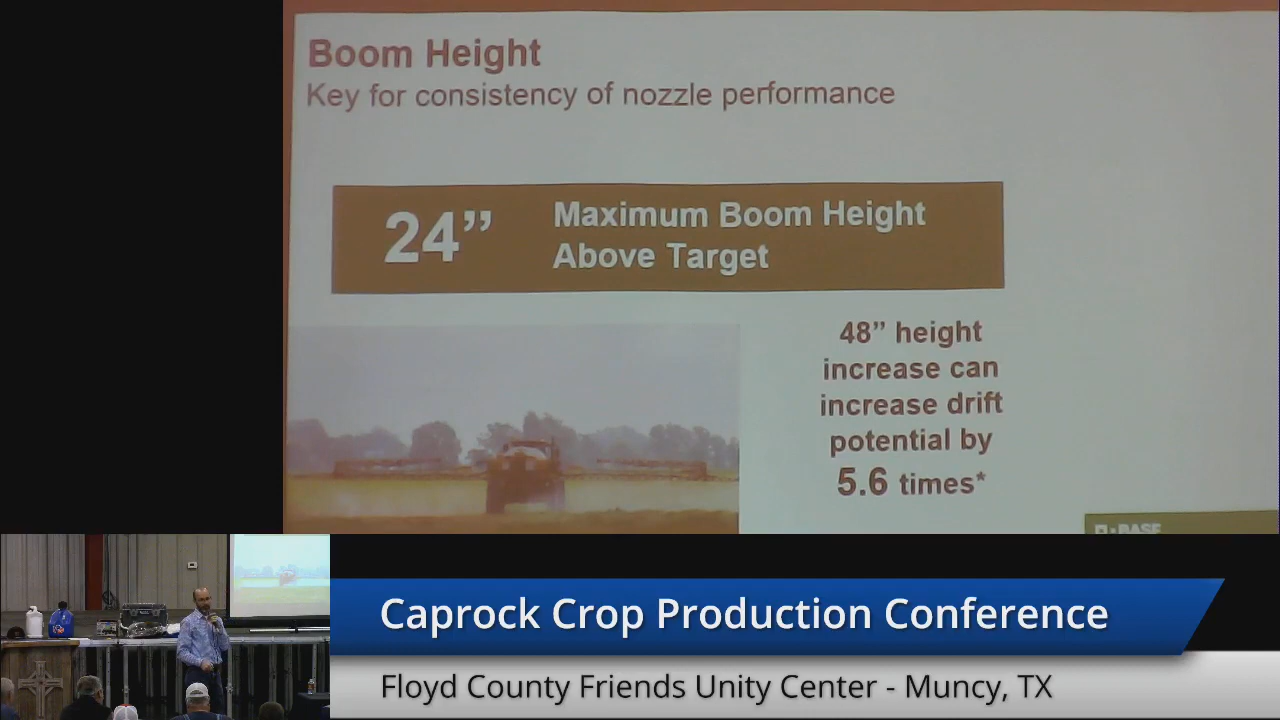 Boom Height
Key for consistency of nozzle performance
24”
Maximum Boom Height
Above Target
48” height
increase can
increase drift
potential by
5.6 times*
BASF
Caprock Crop Production Conference
Floyd County Friends Unity Center - Muncy, TX